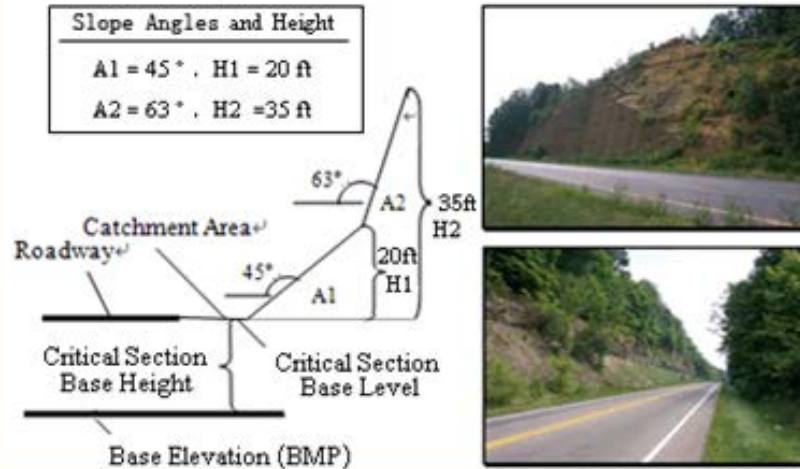 Slope Angles and Height
A1 = 45° . H1 = 20 ft
A2 = 63° . H2 =35 ft
63°
A2
35ft
H2
Catchment Area↵
Roadway↵
45°
20ft
H1
A1
Critical Section
Base Height
Critical Section
Base Level
Base Elevation (BMP)